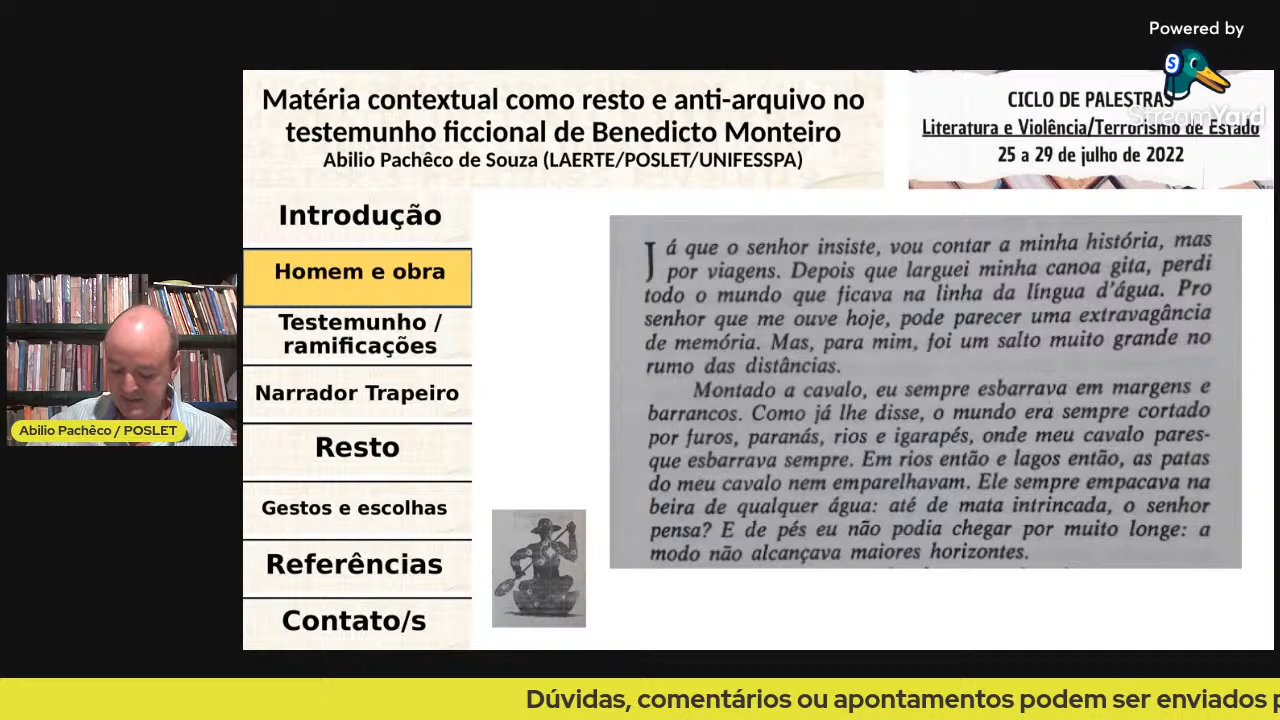 Powered by
StreamYard
Matéria contextual como resto e anti-arquivo no
testemunho ficcional de Benedicto Monteiro
Abilio Pachêco de Souza (LAERTE/POSLET/UNIFESSPA)
CICLO DE PALESTRAS
Literatura e Violência/Terrorismo de Estado
25 a 29 de julho de 2022
Introdução
Homem e obra
Testemunho /
ramificações
Narrador Trapeiro
Resto
Gestos e escolhas
Referências
Contato/s
Já que o senhor insiste, vou contar a minha história, mas
por viagens. Depois que larguei minha canoa gita, perdi
todo o mundo que ficava na linha da língua d'água. Pro
senhor que me ouve hoje, pode parecer uma extravagância
de memória. Mas, para mim, foi um salto muito grande no
rumo das distâncias.
Montado a cavalo, eu sempre esbarrava em margens e
barrancos. Como já lhe disse, o mundo era sempre cortado
por furos, paranás, rios e igarapés, onde meu cavalo pares-
que esbarrava sempre. Em rios então e lagos então, as patas
do meu cavalo nem emparelhavam. Ele sempre empacava na
beira de qualquer água: até de mata intrincada, o senhor
pensa? E de pés eu não podia chegar por muito longe: a
modo não alcançava maiores horizontes.
Abilio Pachêco / POSLET
Dúvidas, comentários ou apontamentos podem ser enviados p